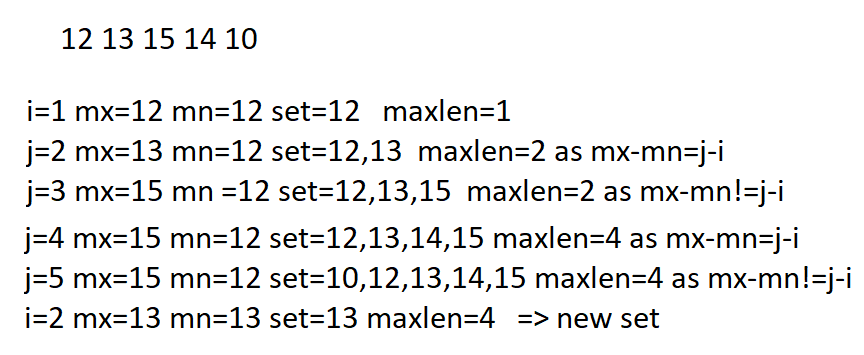 12 13 15 14 10
i=1 mx=12 mn=12 set=12 maxlen=1
j=2 mx=13 mn=12 set=12,13 maxlen=2 as mx-mn=j-i
j=3 mx=15 mn =12 set=12,13,15 maxlen=2 as mx-mn!=j-i
j=4 mx=15 mn=12 set=12,13,14,15 maxlen=4 as mx-mn=j-i
j=5 mx=15 mn=12 set=10,12,13,14,15 maxlen=4 as mx-mn!=j-i
i=2 mx=13 mn=13 set=13 maxlen=4 => new set